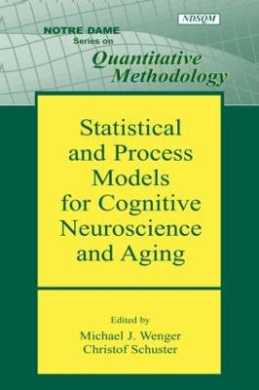 NDSQM
NOTRE DAME
Series on
Quantitative
Methodology
Statistical
and Process
Models
for Cognitive
Neuroscience
and Aging
Edited by
Michael J. Wenger
Christof Schuster